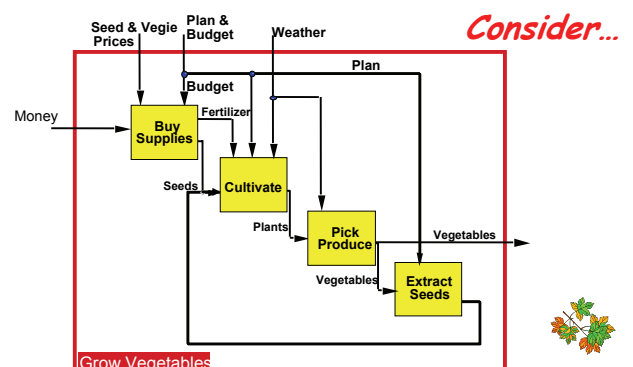 Consider...
Seed & Vegie
Prices
Plan &
Budget
Weather
Plan
Budget
Money
Fertilizer
Buy
Supplies
Seeds
Cultivate
Plants
Pick
Produce
Vegetables
Vegetables
Extract
Seeds
Grow Vegetables